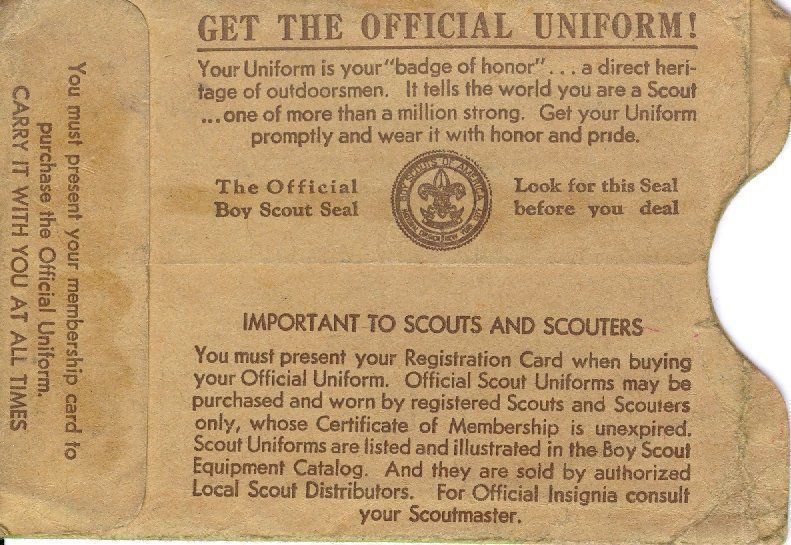 GET THE OFFICIAL UNIFORM!
Your Uniform is your "badge of honor" ... a direct heri-
tage of outdoorsmen. It tells the world you are a Scout
...one of more than a million strong. Get your Uniform
promptly and wear it with honor and pride.
The Official
Boy Scout Seal
BOY SCOUTS OF AMERICA
Look for this Seal
before you deal
IMPORTANT TO SCOUTS AND SCOUTERS
You must present your Registration Card when buying
your Official Uniform. Official Scout Uniforms may be
purchased and worn by registered Scouts and Scouters
only, whose Certificate of Membership is unexpired.
Scout Uniforms are listed and illustrated in the Boy Scout
Equipment Catalog. And they are sold by authorized
Local Scout Distributors. For Official Insignia consult
your Scoutmaster.
You must present your membership card to
purchase the Official Uniform.
CARRY IT WITH YOU AT ALL TIMES